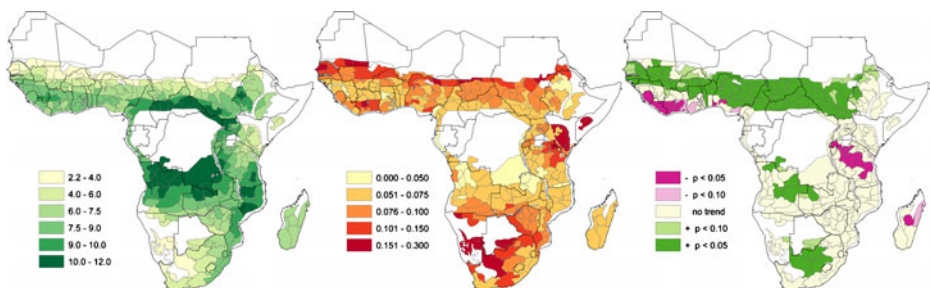 2.2 - 4.0
4.0 - 6.0
6.0 - 7.5
7.5 - 9.0
9.0 - 10.0
10.0 - 12.0
0.000 - 0.050
0.051 - 0.075
0.076 - 0.100
0.101 - 0.150
0.151 - 0.300
- p < 0.05
- p < 0.10
no trend
+ p < 0.10
+ p < 0.05